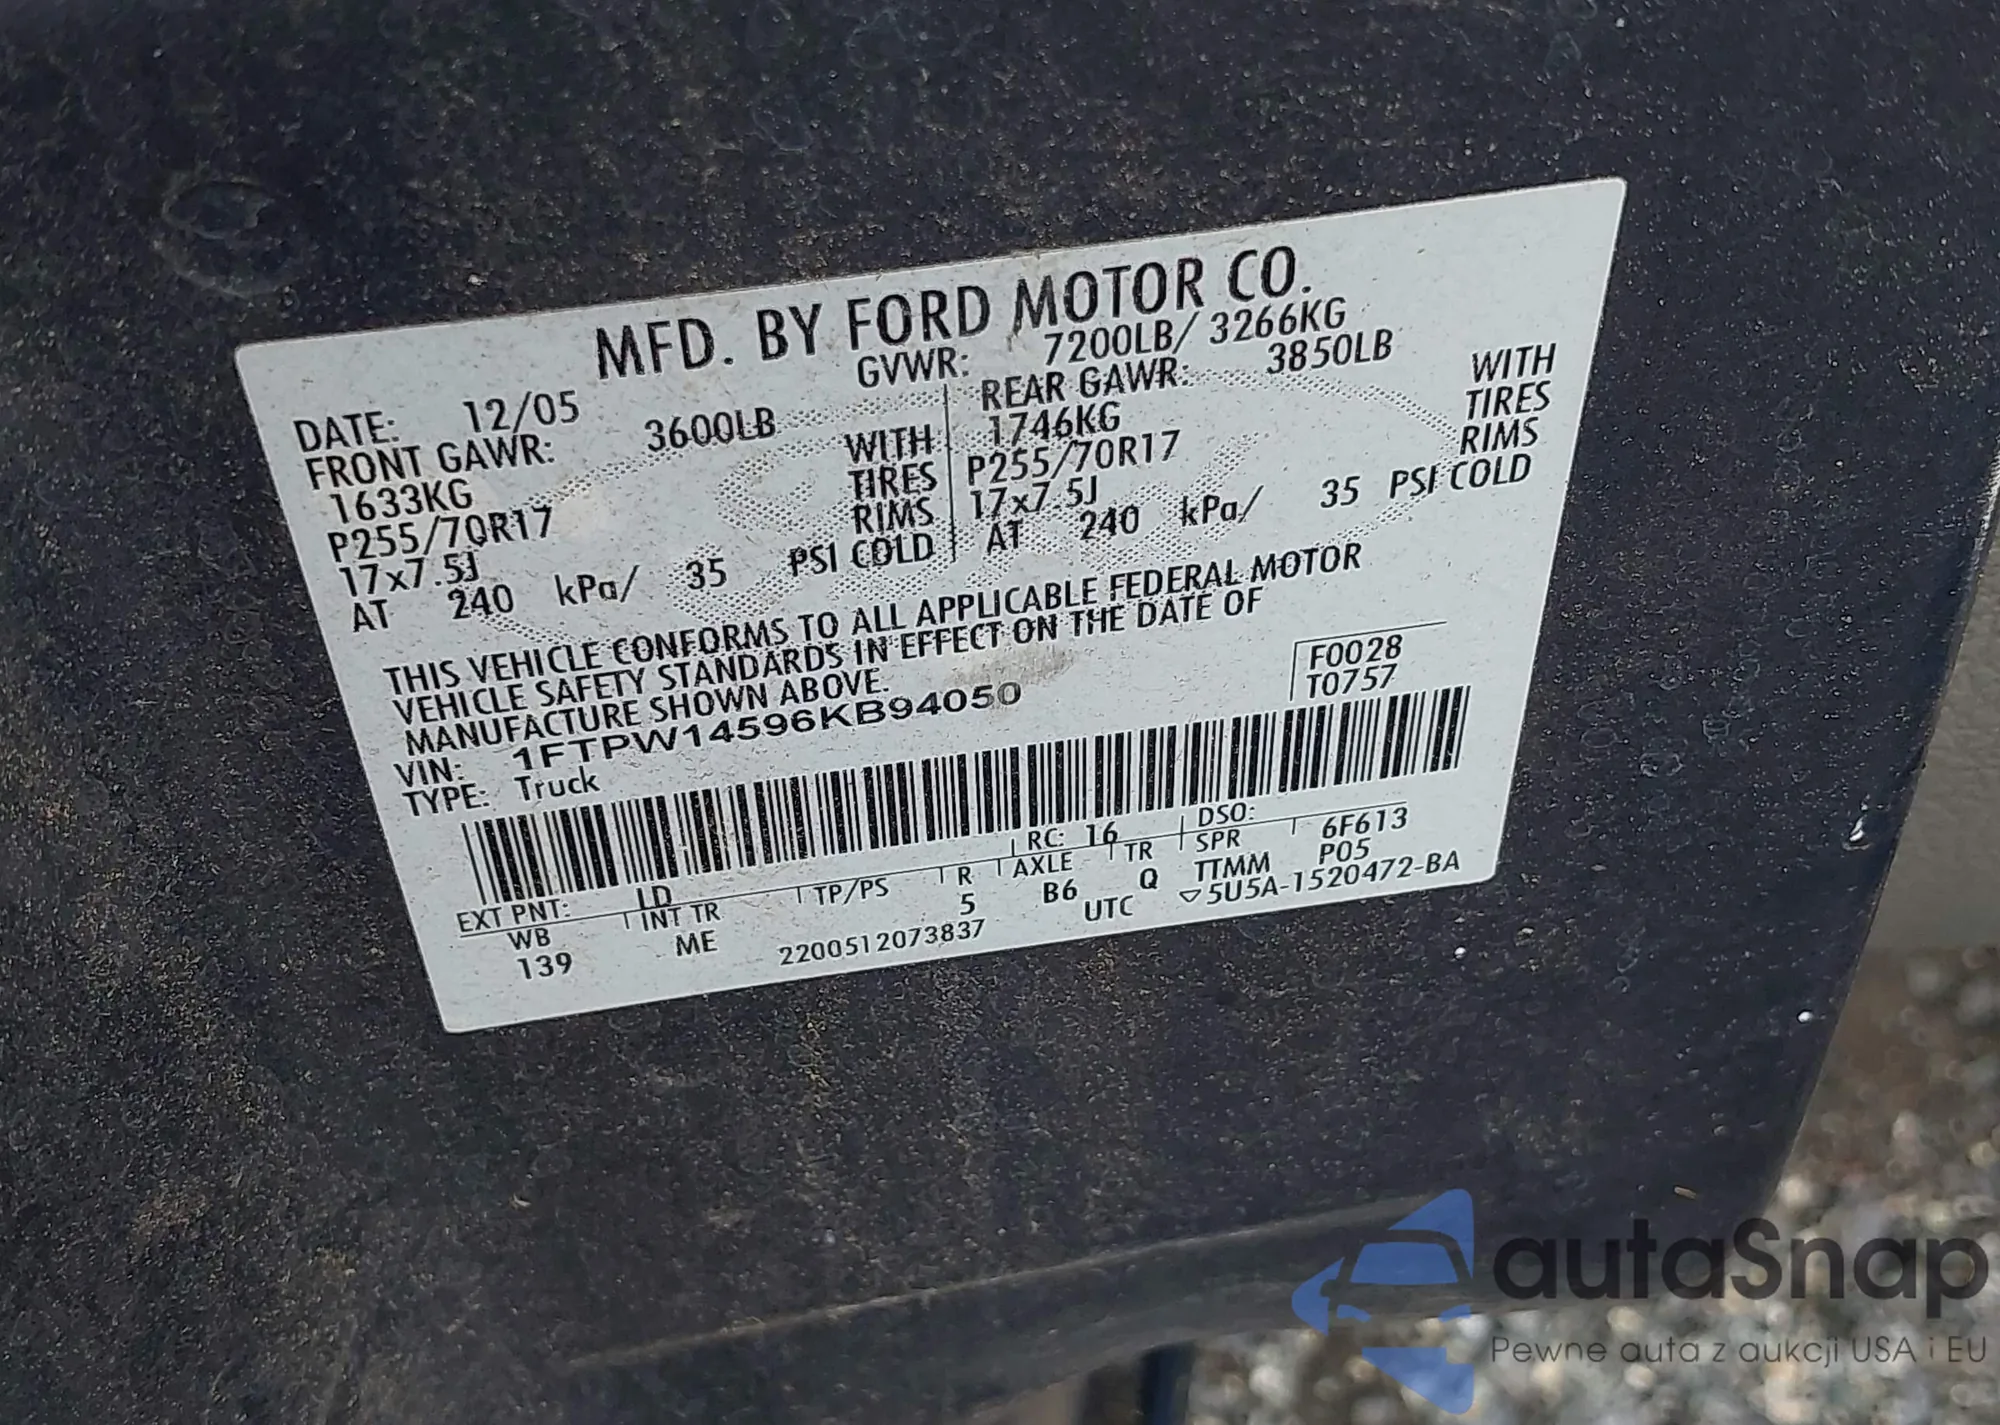 MFD. BY FORD MOTOR CO.
DATE: 12/05 GVWR: 7200LB/ 3266KG
FRONT GAWR: 3600LB REAR GAWR: 3850LB
1633KG WITH 1746KG WITH
P255/70R17 TIRES P255/70R17 TIRES
17x7.5J RIMS 17x7.5J RIMS
AT 240 kPa/ 35 PSI COLD AT 240 kPa/ 35 PSI COLD
THIS VEHICLE CONFORMS TO ALL APPLICABLE FEDERAL MOTOR
VEHICLE SAFETY STANDARDS IN EFFECT ON THE DATE OF
MANUFACTURE SHOWN ABOVE.
F0028
VIN: 1FTPW14596KB94050 T0757
TYPE: Truck
EXT PNT: LD RC: 16 DSO:
WB INT TR TP/PS R AXLE TR SPR 6F613
139 ME 5 B6 Q TTMM P05
2200512073837 UTC ▽5U5A-1520472-BA
autaSnap
Pewne auta z aukcji USA i EU